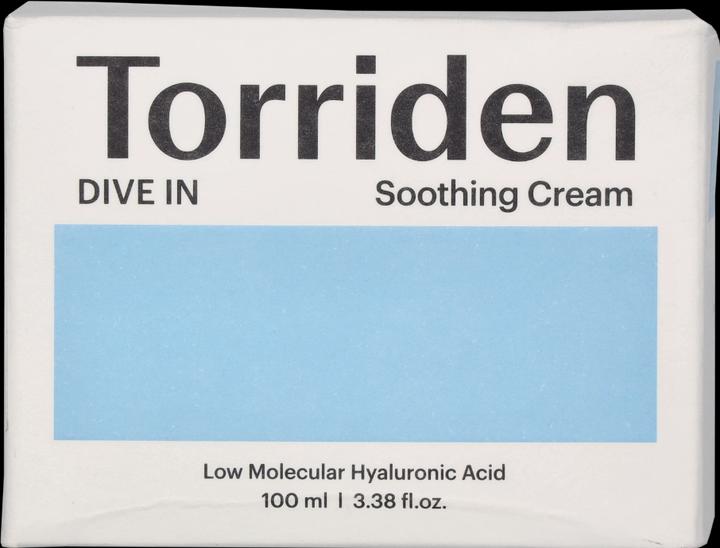 Torriden
DIVE IN Soothing Cream
Low Molecular Hyaluronic Acid
100 ml | 3.38 fl.oz.